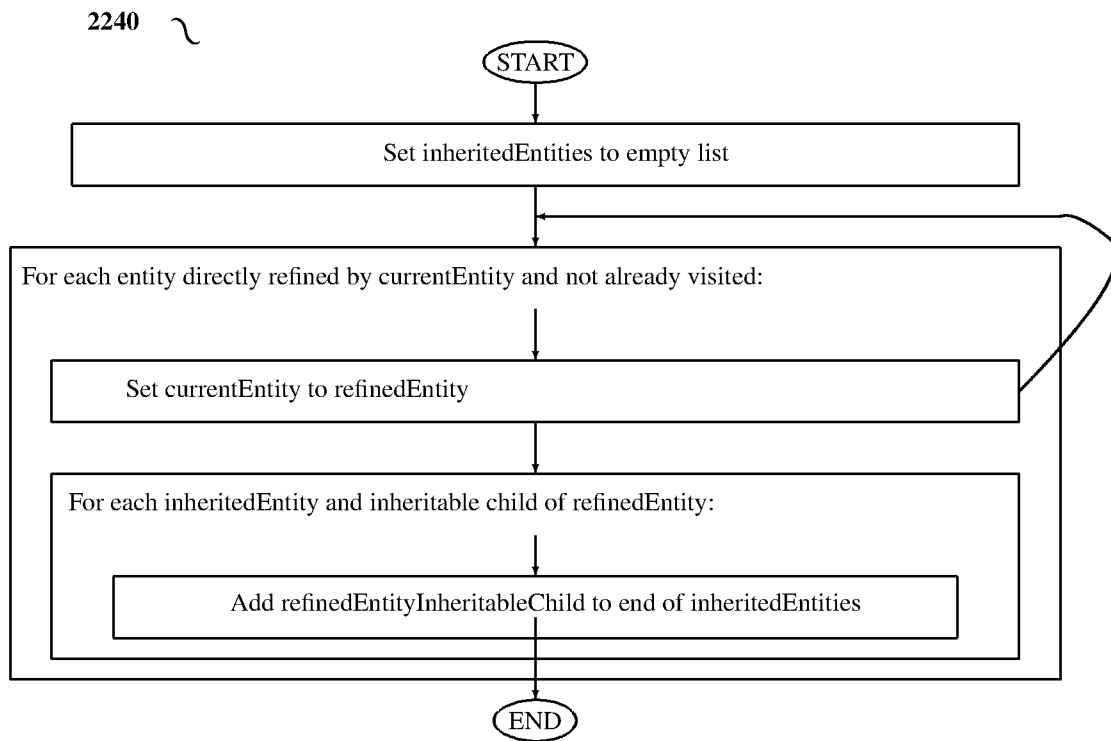 2240
START
Set inheritedEntities to empty list
For each entity directly refined by currentEntity and not already visited:
Set currentEntity to refinedEntity
For each inheritedEntity and inheritable child of refinedEntity:
Add refinedEntityInheritableChild to end of inheritedEntities
END